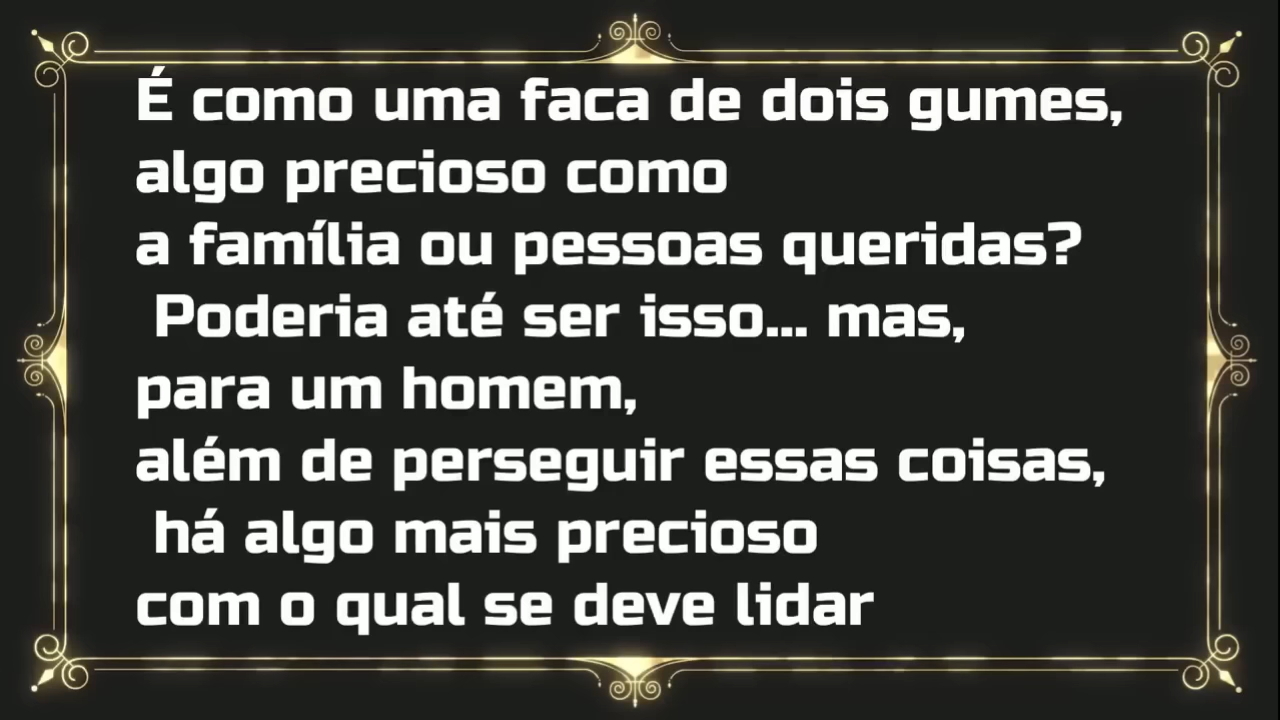 É como uma faca de dois gumes,
algo precioso como
a família ou pessoas queridas?
Poderia até ser isso... mas,
para um homem,
além de perseguir essas coisas,
há algo mais precioso
com o qual se deve lidar